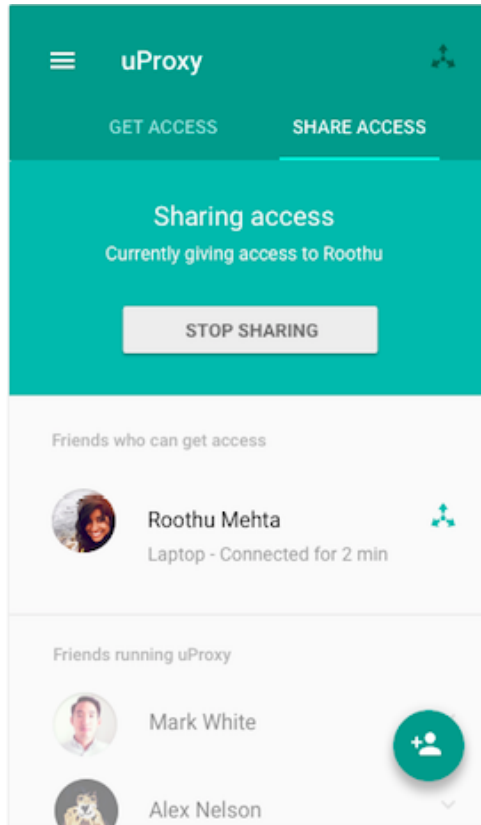 uProxy
GET ACCESS SHARE ACCESS
Sharing access
Currently giving access to Roothu
STOP SHARING
Friends who can get access
Roothu Mehta
Laptop - Connected for 2 min
Friends running uProxy
Mark White
Alex Nelson